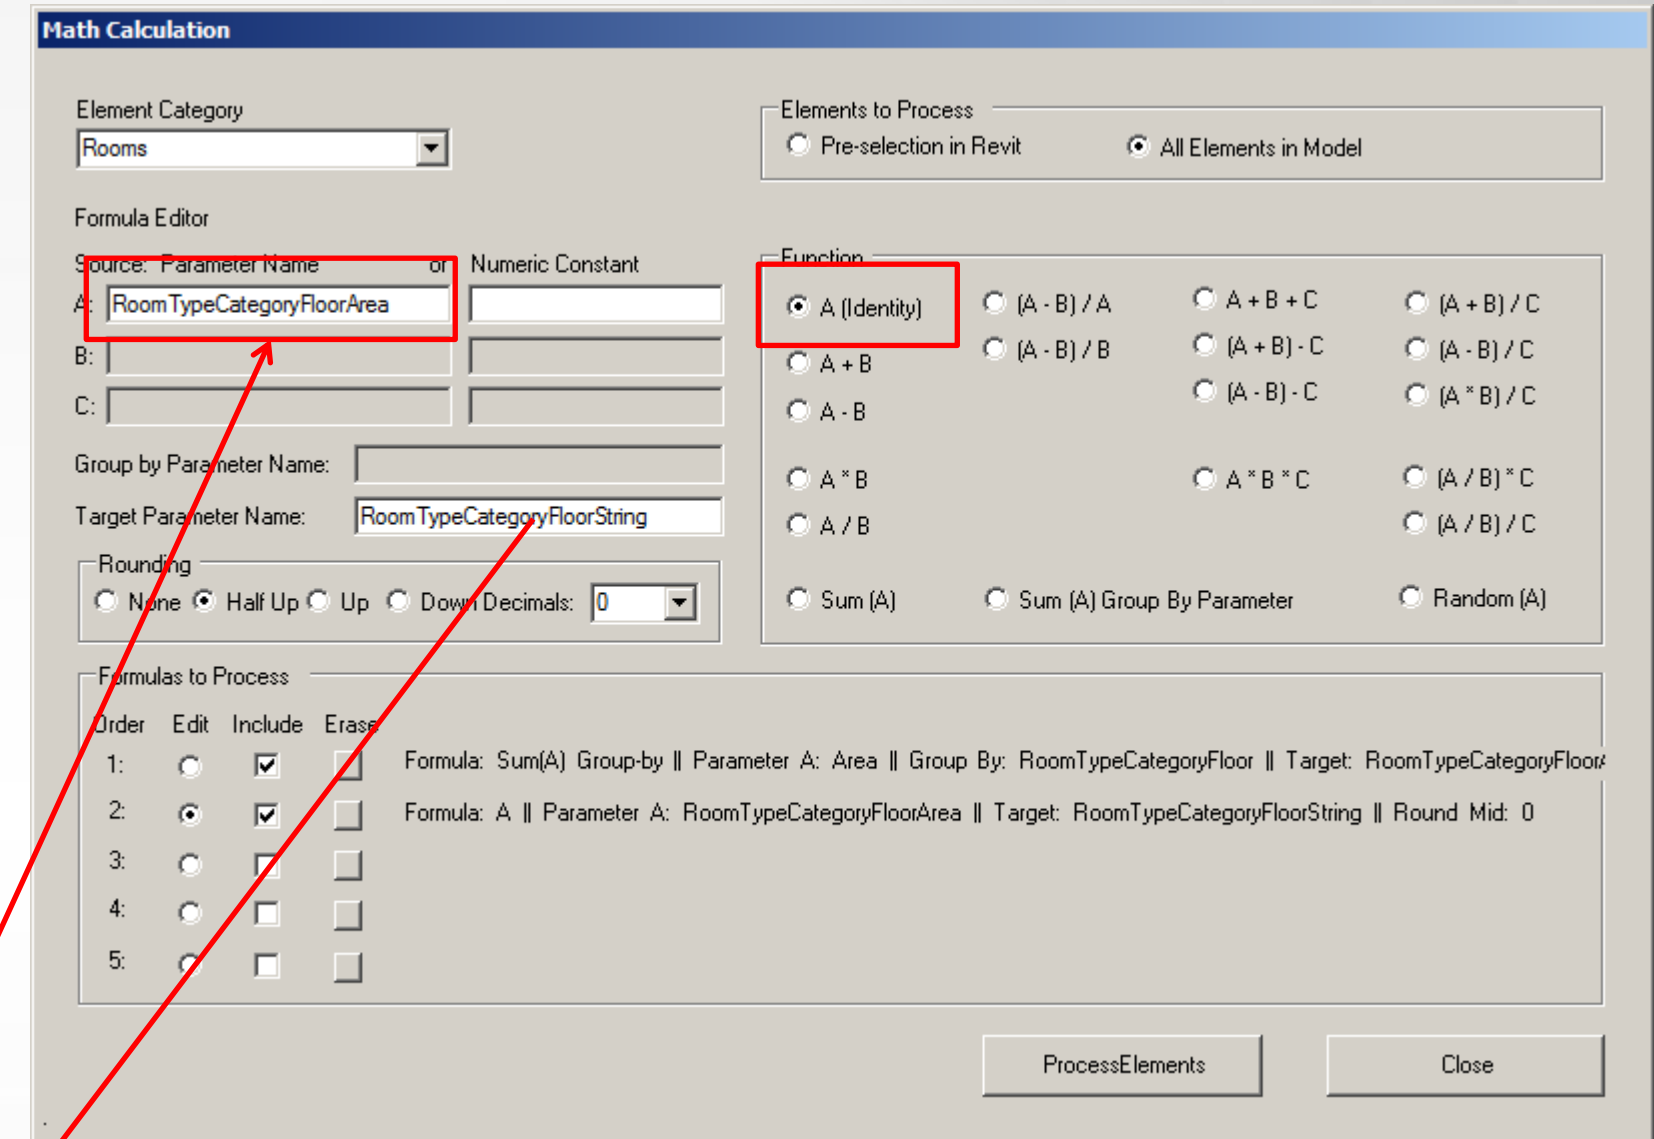 Math Calculation
Element Category
Rooms
Elements to Process
Pre-selection in Revit All Elements in Model
Formula Editor
Source: Parameter Name or Numeric Constant
A: RoomTypeCategoryFloorArea
B:
C:
Group by Parameter Name:
Target Parameter Name: RoomTypeCategoryFloorString
Rounding
None Half Up Up Down Decimals: 0
Function
A (Identity) (A - B) / A A + B + C (A + B) / C
A + B (A - B) / B (A + B) - C (A - B) / C
A - B (A - B) - C (A * B) / C
A * B A * B * C (A / B) * C
A / B (A / B) / C
Sum (A) Sum (A) Group By Parameter Random (A)
Formulas to Process
Order Edit Include Erase
1: Formula: Sum(A) Group-by || Parameter A: Area || Group By: RoomTypeCategoryFloor || Target: RoomTypeCategoryFloor
2: Formula: A || Parameter A: RoomTypeCategoryFloorArea || Target: RoomTypeCategoryFloorString || Round Mid: 0
3:
4:
5:
ProcessElements Close